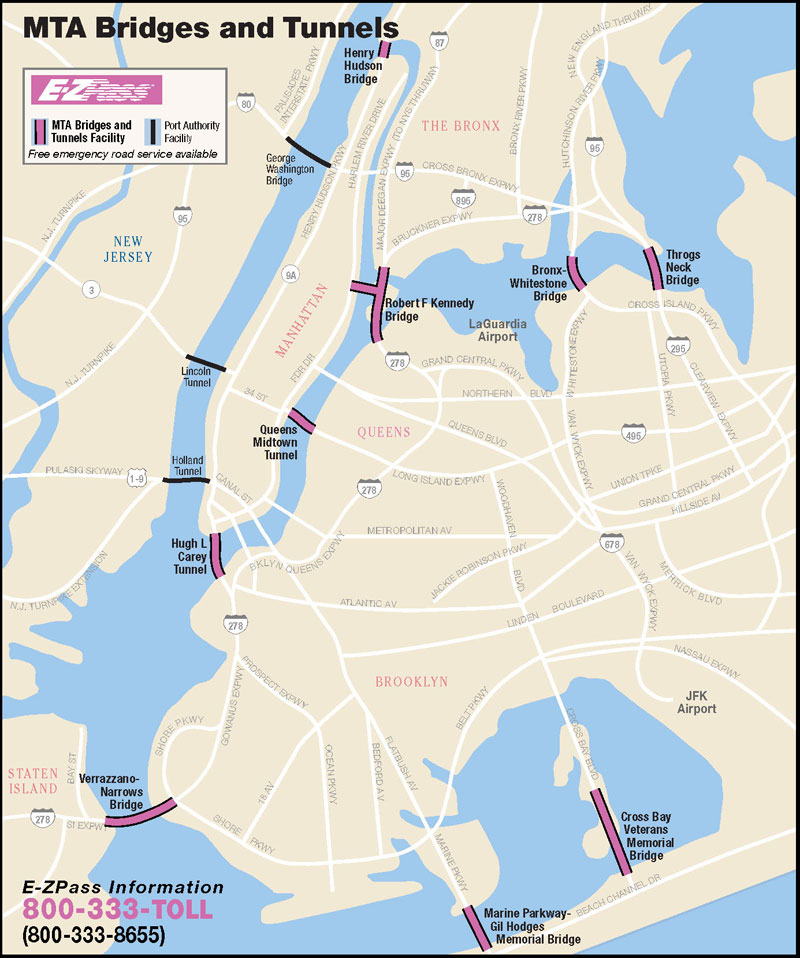 MTA Bridges and Tunnels
E-ZPass
MTA Bridges and
Tunnels Facility
Port Authority
Facility
Free emergency road service available
Henry
Hudson
Bridge
87
NEW ENGLAND THRUWAY
PALISADES
INTERSTATE PKWY
80
HARLEM RIVER DRIVE
MAJOR DEEGAN EXPWY (TO NYS THRUWAY)
THE BRONX
BRONX RIVER PKWY
HUTCHINSON RIVER PKWY
95
George
Washington
Bridge
HENRY HUDSON PKWY
95
CROSS BRONX EXPWY
895
278
BRUCKNER EXPWY
N.J. TURNPIKE
95
NEW
JERSEY
3
9A
MANHATTAN
Robert F Kennedy
Bridge
Bronx-
Whitestone
Bridge
Throgs
Neck
Bridge
LaGuardia
Airport
CROSS ISLAND PKWY
295
N.J. TURNPIKE
Lincoln
Tunnel
FDR DR
278
GRAND CENTRAL PKWY
WHITESTONE EXPWY
UTOPIA PKWY
CLEARVIEW EXPWY
34 ST
NORTHERN BLVD
Queens
Midtown
Tunnel
QUEENS
QUEENS BLVD
VAN WYCK EXPWY
495
Holland
Tunnel
PULASKI SKYWAY
1-9
CANAL ST
LONG ISLAND EXPWY
278
UNION TPKE
GRAND CENTRAL PKWY
HILLSIDE AV
WOODHAVEN
BLVD
METROPOLITAN AV
678
Hugh L
Carey
Tunnel
B'KLYN QUEENS EXPWY
JACKIE ROBINSON PKWY
VAN WYCK EXPWY
MERRICK BLVD
N.J. TURNPIKE EXTENSION
ATLANTIC AV
LINDEN BOULEVARD
278
NASSAU EXPWY
PROSPECT EXPWY
BROOKLYN
BELT PKWY
JFK
Airport
SHORE PKWY
GOWANUS EXPWY
CROSS BAY BLVD
STATEN
ISLAND
BAY ST
Verrazzano-
Narrows
Bridge
OCEAN PKWY
BEDFORD AV
FLATBUSH AV
18 AV
278
SI EXPWY
SHORE PKWY
MARINE PKWY
Cross Bay
Veterans
Memorial
Bridge
BEACH CHANNEL DR
E-ZPass Information
800-333-TOLL
(800-333-8655)
Marine Parkway-
Gil Hodges
Memorial Bridge